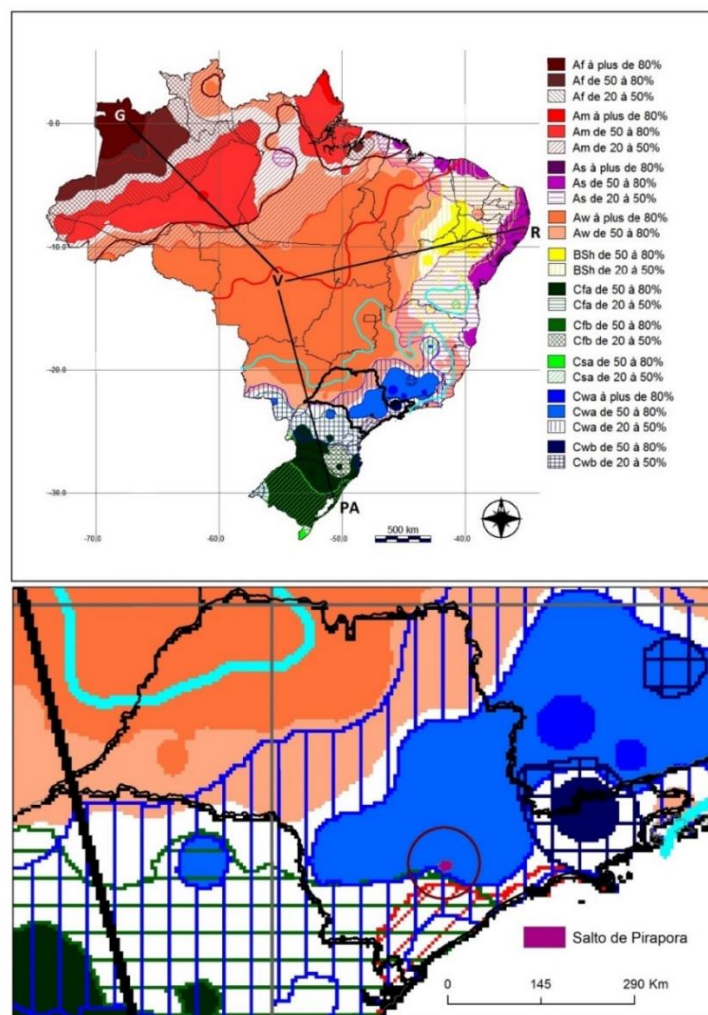 Af à plus de 80%
Af de 50 à 80%
Af de 20 à 50%
Am à plus de 80%
Am de 50 à 80%
Am de 20 à 50%
As à plus de 80%
As de 50 à 80%
As de 20 à 50%
Aw à plus de 80%
Aw de 50 à 80%
BSh de 50 à 80%
BSh de 20 à 50%
Cfa de 50 à 80%
Cfa de 20 à 50%
Cfb de 50 à 80%
Cfb de 20 à 50%
Csa de 50 à 80%
Csa de 20 à 50%
Cwa à plus de 80%
Cwa de 50 à 80%
Cwa de 20 à 50%
Cwb de 50 à 80%
Cwb de 20 à 50%
G
0.0
R
-10.0
V
-20.0
-30.0
PA
N
500 km
-70.0 -60.0 -50.0 -40.0
Salto de Pirapora
0 145 290 Km